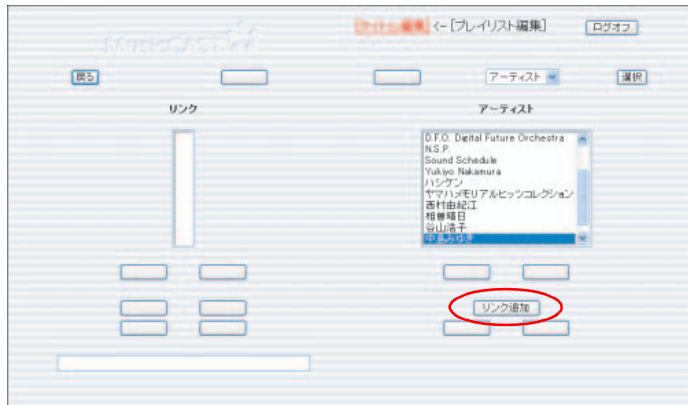 [タイトル編集] <- [プレイリスト編集] ログオフ
MusicCAST
戻る アーティスト 選択
リンク アーティスト
D.F.O. Digital Future Orchestra
N.S.P.
Sound Schedule
Yukiyo Nakamura
ハシケン
ヤマハメモリアルヒッツコレクション
西村由紀江
相曽晴日
谷山浩子
中島みゆき
リンク追加